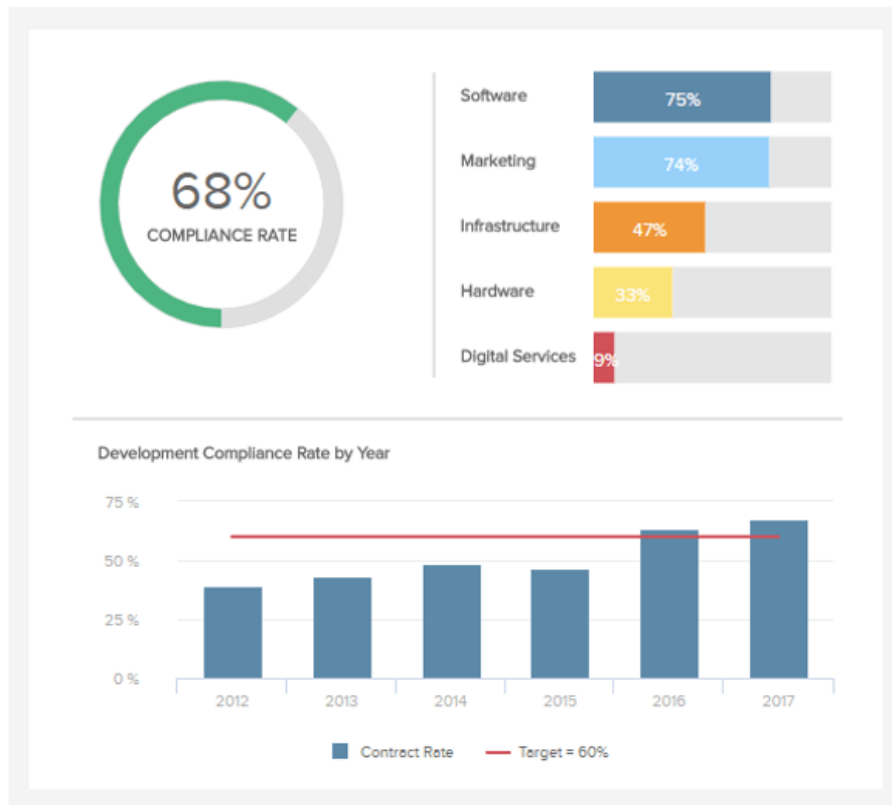 68%
COMPLIANCE RATE
Software 75%
Marketing 74%
Infrastructure 47%
Hardware 33%
Digital Services 9%
Development Compliance Rate by Year
75 %
50 %
25 %
0 %
2012 2013 2014 2015 2016 2017
Contract Rate Target = 60%